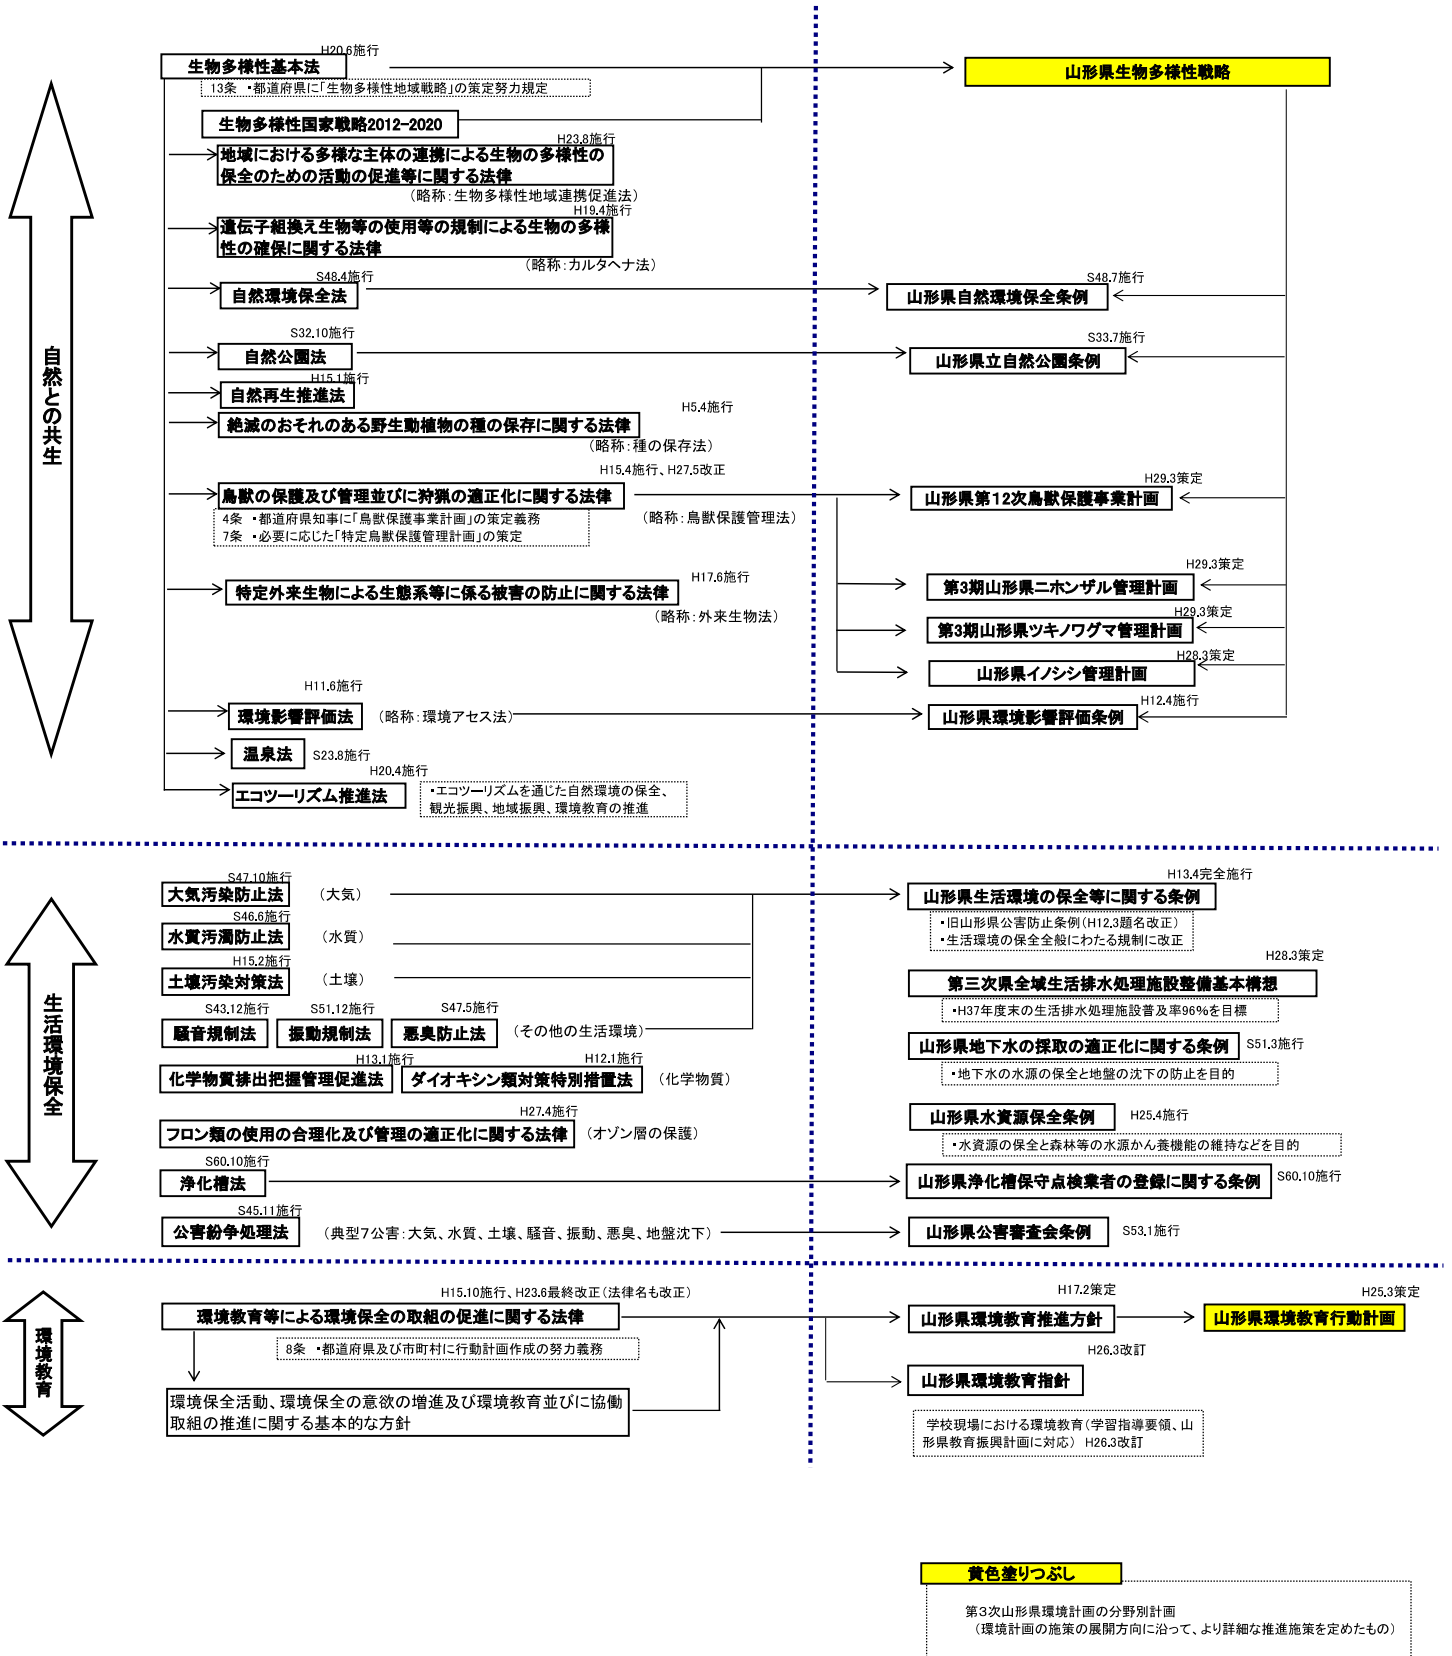 自然との共生
H20.6施行
生物多様性基本法
13条 ・都道府県に「生物多様性地域戦略」の策定努力規定
生物多様性国家戦略2012-2020
H23.8施行
地域における多様な主体の連携による生物の多様性の
保全のための活動の促進等に関する法律
(略称:生物多様性地域連携促進法)
H19.4施行
遺伝子組換え生物等の使用等の規制による生物の多様
性の確保に関する法律
(略称:カルタヘナ法)
S48.4施行
自然環境保全法
S32.10施行
自然公園法
H15.1施行
自然再生推進法
H5.4施行
絶滅のおそれのある野生動植物の種の保存に関する法律
(略称:種の保存法)
H15.4施行、H27.5改正
鳥獣の保護及び管理並びに狩猟の適正化に関する法律
(略称:鳥獣保護管理法)
4条 ・都道府県知事に「鳥獣保護事業計画」の策定義務
7条 ・必要に応じた「特定鳥獣保護管理計画」の策定
H17.6施行
特定外来生物による生態系等に係る被害の防止に関する法律
(略称:外来生物法)
H11.6施行
環境影響評価法
(略称:環境アセス法)
温泉法
S23.8施行
H20.4施行
エコツーリズム推進法
・エコツーリズムを通じた自然環境の保全、
観光振興、地域振興、環境教育の推進
山形県生物多様性戦略
S48.7施行
山形県自然環境保全条例
S33.7施行
山形県立自然公園条例
H29.3策定
山形県第12次鳥獣保護事業計画
H29.3策定
第3期山形県ニホンザル管理計画
H29.3策定
第3期山形県ツキノワグマ管理計画
H28.3策定
山形県イノシシ管理計画
H12.4施行
山形県環境影響評価条例
生活環境保全
S47.10施行
大気汚染防止法
(大気)
S46.6施行
水質汚濁防止法
(水質)
H15.2施行
土壌汚染対策法
(土壌)
S43.12施行
騒音規制法
S51.12施行
振動規制法
S47.5施行
悪臭防止法
(その他の生活環境)
H13.1施行
化学物質排出把握管理促進法
H12.1施行
ダイオキシン類対策特別措置法
(化学物質)
H27.4施行
フロン類の使用の合理化及び管理の適正化に関する法律
(オゾン層の保護)
S60.10施行
浄化槽法
S45.11施行
公害紛争処理法
(典型7公害:大気、水質、土壌、騒音、振動、悪臭、地盤沈下)
H13.4完全施行
山形県生活環境の保全等に関する条例
・旧山形県公害防止条例(H12.3題名改正)
・生活環境の保全全般にわたる規制に改正
H28.3策定
第三次県全域生活排水処理施設整備基本構想
・H37年度末の生活排水処理施設普及率96%を目標
山形県地下水の採取の適正化に関する条例
S51.3施行
・地下水の水源の保全と地盤の沈下の防止を目的
山形県水資源保全条例
H25.4施行
・水資源の保全と森林等の水源かん養機能の維持などを目的
山形県浄化槽保守点検業者の登録に関する条例
S60.10施行
山形県公害審査会条例
S53.1施行
環境教育
H15.10施行、H23.6最終改正(法律名も改正)
環境教育等による環境保全の取組の促進に関する法律
8条 ・都道府県及び市町村に行動計画作成の努力義務
環境保全活動、環境保全の意欲の増進及び環境教育並びに協働
取組の推進に関する基本的な方針
H17.2策定
山形県環境教育推進方針
H25.3策定
山形県環境教育行動計画
H26.3改訂
山形県環境教育指針
学校現場における環境教育(学習指導要領、山
形県教育振興計画に対応) H26.3改訂
黄色塗りつぶし
第3次山形県環境計画の分野別計画
(環境計画の施策の展開方向に沿って、より詳細な推進施策を定めたもの)